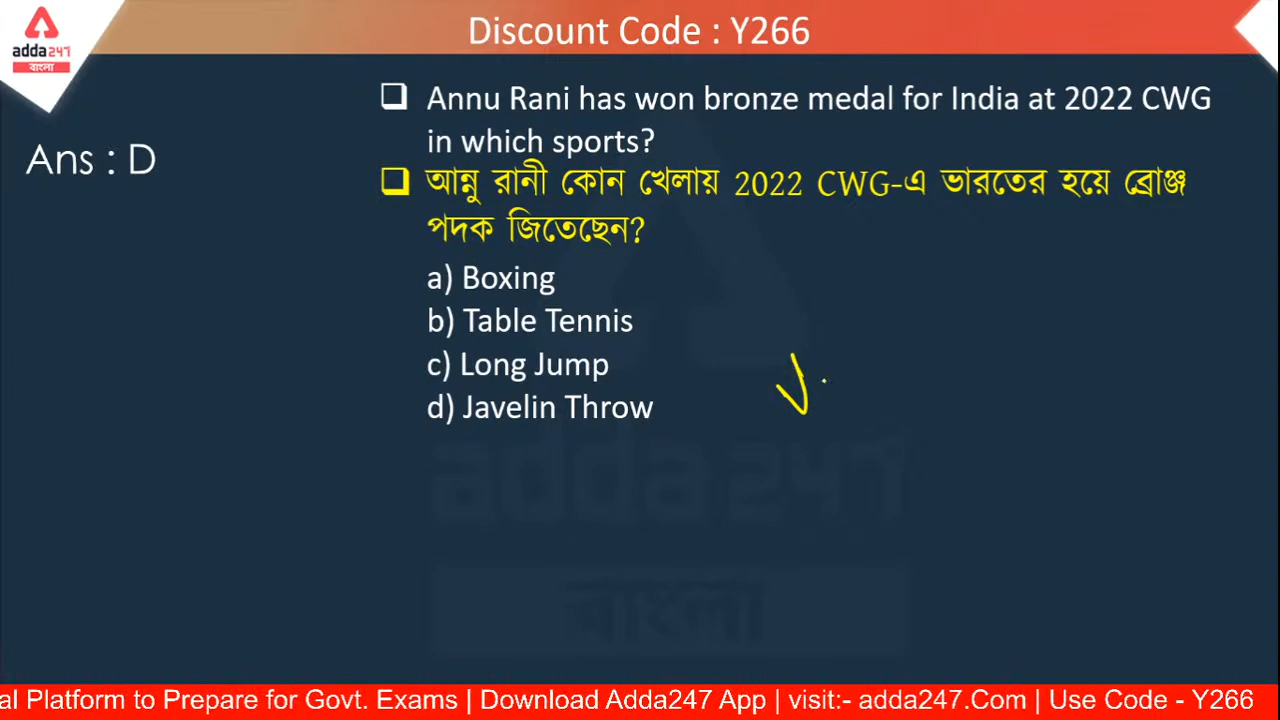 Discount Code : Y266
adda247
বাংলা
Ans : D
Annu Rani has won bronze medal for India at 2022 CWG
in which sports?
আন্নু রানী কোন খেলায় 2022 CWG-এ ভারতের হয়ে ব্রোঞ্জ
পদক জিতেছেন?
a) Boxing
b) Table Tennis
c) Long Jump
d) Javelin Throw
adda247
বাংলা
al Platform to Prepare for Govt. Exams | Download Adda247 App | visit:- adda247.Com | Use Code - Y266